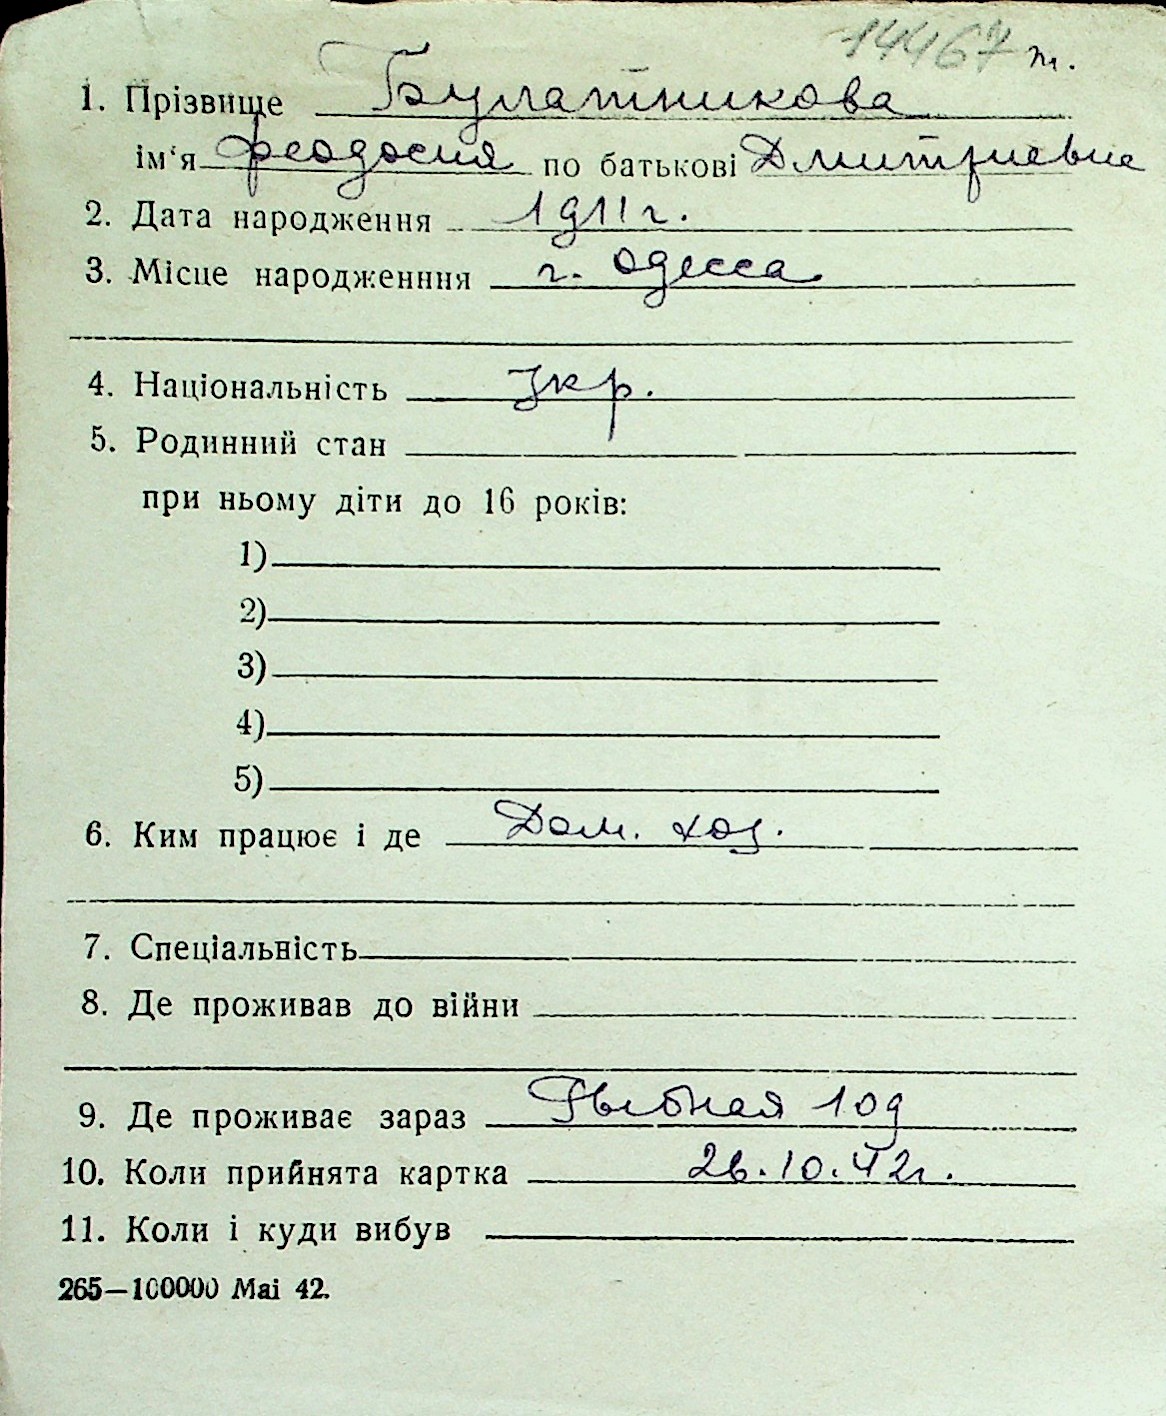 14467 т.
1. Прізвище Булатникова
ім‘я феодосия по батькові Дмитриевне
2. Дата народження 1911 г.
3. Місце народженння г. Одесса
4. Національність Укр.
5. Родинний стан
при ньому діти до 16 років:
1)
2)
3)
4)
5)
6. Ким працює і де Дом. хоз.
7. Спеціальність
8. Де проживав до війни
9. Де проживає зараз Рыбная 109
10. Коли прийнята картка 26.10.42г.
11. Коли і куди вибув
265—100000 Mai 42.